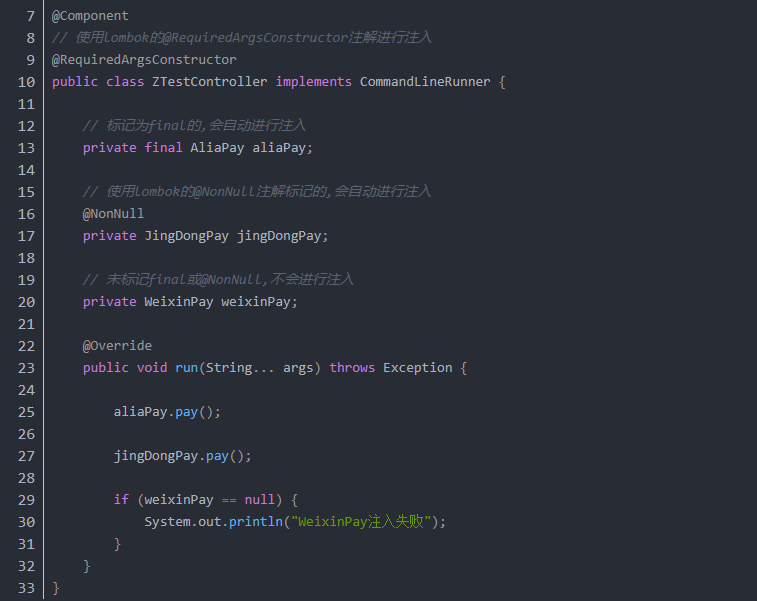 7 @Component
8 // 使用lombok的@RequiredArgsConstructor注解进行注入
9 @RequiredArgsConstructor
10 public class ZTestController implements CommandLineRunner {
11
12     // 标记为final的,会自动进行注入
13     private final AliaPay aliaPay;
14
15     // 使用lombok的@NonNull注解标记的,会自动进行注入
16     @NonNull
17     private JingDongPay jingDongPay;
18
19     // 未标记final或@NonNull,不会进行注入
20     private WeixinPay weixinPay;
21
22     @Override
23     public void run(String... args) throws Exception {
24
25         aliaPay.pay();
26
27         jingDongPay.pay();
28
29         if (weixinPay == null) {
30             System.out.println("WeixinPay注入失败");
31         }
32     }
33 }